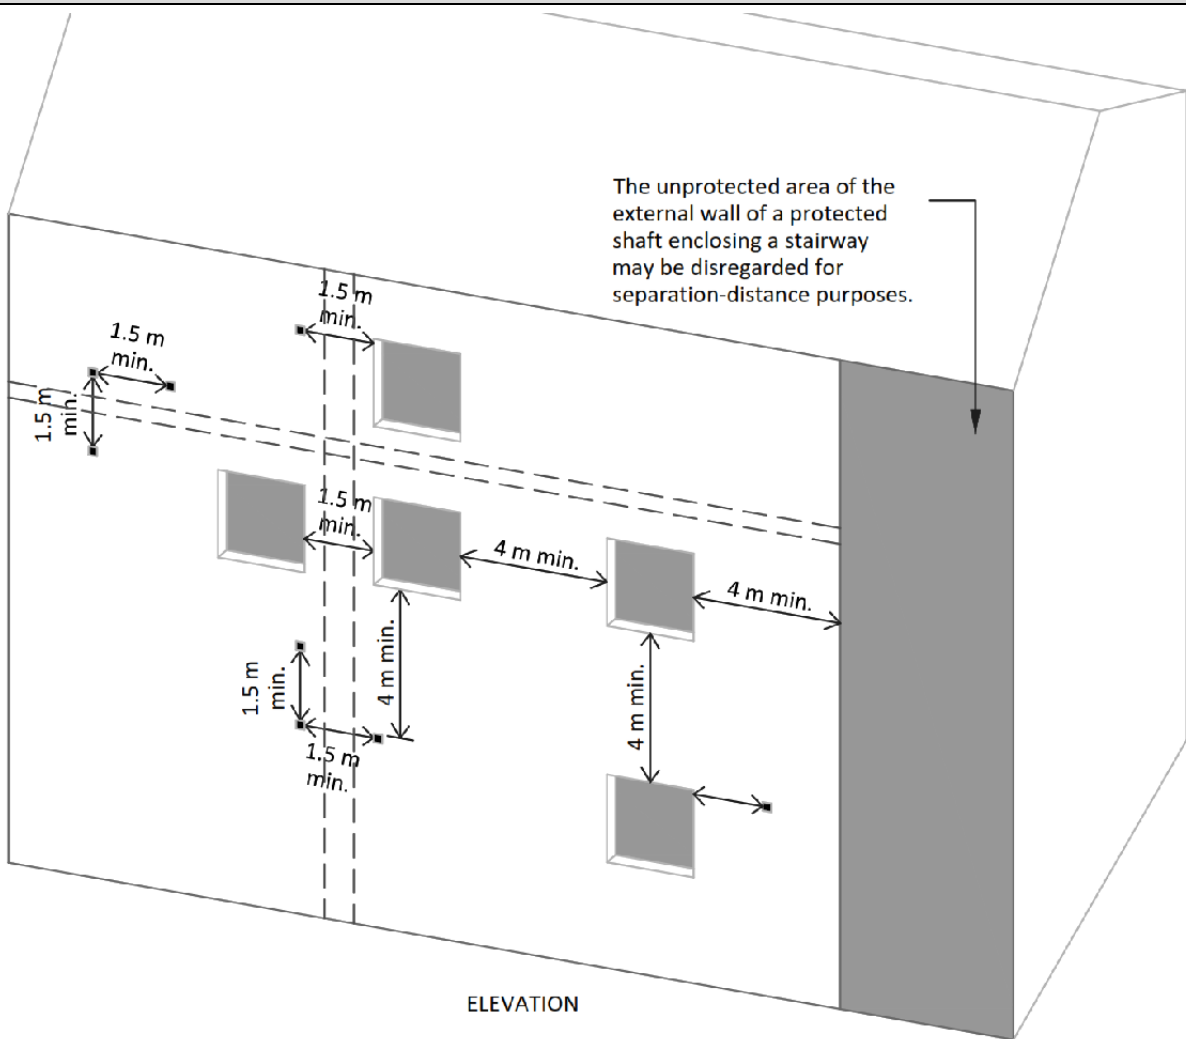 The unprotected area of the
external wall of a protected
shaft enclosing a stairway
may be disregarded for
separation-distance purposes.
1.5 m
min.
1.5 m
min.
1.5 m
min.
1.5 m
min.
4 m min.
4 m min.
4 m min.
4 m min.
1.5 m
min.
1.5 m
min.
ELEVATION